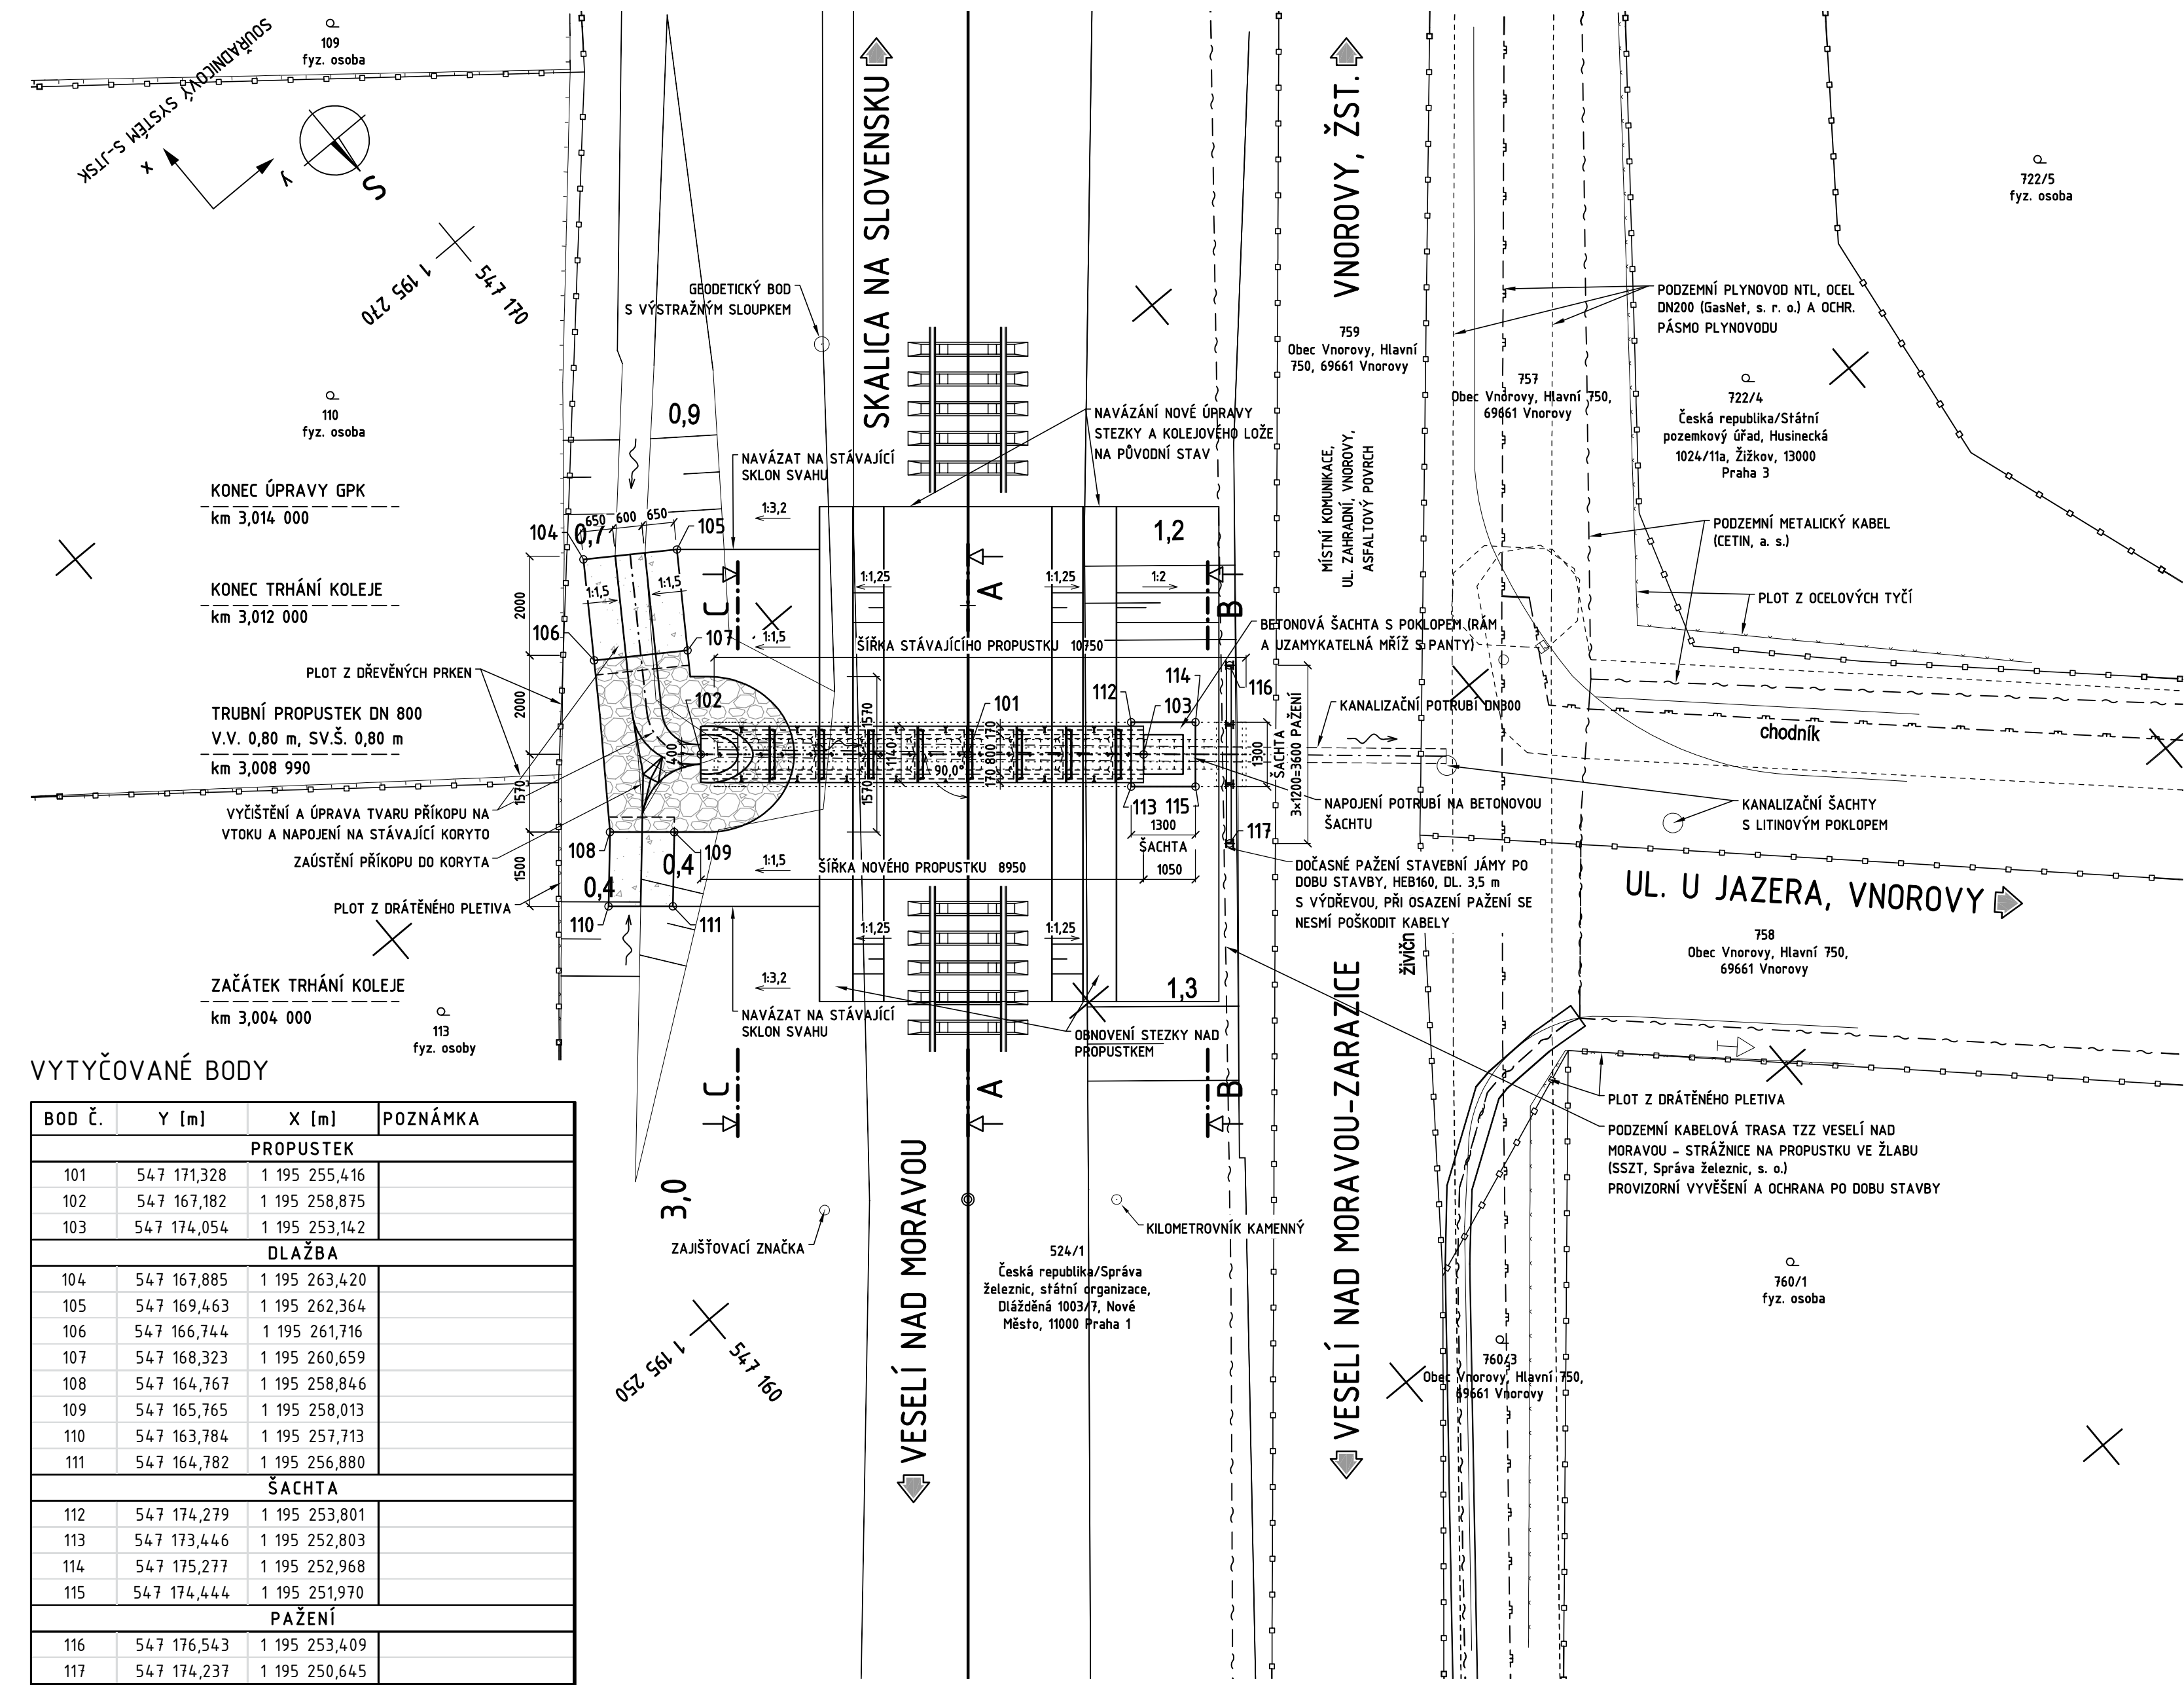 SOUŘADNICOVÝ SYSTÉM S-JTSK
x
y
S
109
fyz. osoba
1 195 270
547 170
110
fyz. osoba
KONEC ÚPRAVY GPK
km 3,014 000
KONEC TRHÁNÍ KOLEJE
km 3,012 000
PLOT Z DŘEVĚNÝCH PRKEN
TRUBNÍ PROPUSTEK DN 800
V.V. 0,80 m, SV.Š. 0,80 m
km 3,008 990
VYČIŠTĚNÍ A ÚPRAVA TVARU PŘÍKOPU NA
VTOKU A NAPOJENÍ NA STÁVAJÍCÍ KORYTO
ZAÚSTĚNÍ PŘÍKOPU DO KORYTA
PLOT Z DRÁTĚNÉHO PLETIVA
ZAČÁTEK TRHÁNÍ KOLEJE
km 3,004 000
113
fyz. osoby
GEODETICKÝ BOD
S VÝSTRAŽNÝM SLOUPKEM
0,9
NAVÁZAT NA STÁVAJÍCÍ
SKLON SVAHU
1:3,2
650 600 650
104
0,7
105
1:1,5
1:1,5
2000
106
107
2000
102
1570
400
108
109
0,4
0,4
1500
110
111
C
1:1,5
ŠÍŘKA STÁVAJÍCÍHO PROPUSTKU 10750
1570
1140
1570
90,0°
170 800 170
101
1:1,5
ŠÍŘKA NOVÉHO PROPUSTKU 8950
1:1,25
1:1,25
1:2
A
B
1,2
1:1,25
1:1,25
1:3,2
1,3
NAVÁZAT NA STÁVAJÍCÍ
SKLON SVAHU
C
A
B
SKALICA NA SLOVENSKU
VNOROVY, ŽST.
NAVÁZÁNÍ NOVÉ ÚPRAVY
STEZKY A KOLEJOVÉHO LOŽE
NA PŮVODNÍ STAV
759
Obec Vnorovy, Hlavní
750, 69661 Vnorovy
MÍSTNÍ KOMUNIKACE,
UL. ZAHRADNÍ, VNOROVY,
ASFALTOVÝ POVRCH
757
Obec Vnorovy, Hlavní 750,
69661 Vnorovy
PODZEMNÍ PLYNOVOD NTL, OCEL
DN200 (GasNet, s. r. o.) A OCHR.
PÁSMO PLYNOVODU
722/5
fyz. osoba
722/4
Česká republika/Státní
pozemkový úřad, Husinecká
1024/11a, Žižkov, 13000
Praha 3
PODZEMNÍ METALICKÝ KABEL
(CETIN, a. s.)
PLOT Z OCELOVÝCH TYČÍ
BETONOVÁ ŠACHTA S POKLOPEM (RÁM
A UZAMYKATELNÁ MŘÍŽ S PANTY)
114
112
103
116
113 115
1300
ŠACHTA
1050
117
1300
ŠACHTA
3×1200=3600 PAŽENÍ
KANALIZAČNÍ POTRUBÍ DN300
chodník
NAPOJENÍ POTRUBÍ NA BETONOVOU
ŠACHTU
KANALIZAČNÍ ŠACHTY
S LITINOVÝM POKLOPEM
DOČASNÉ PAŽENÍ STAVEBNÍ JÁMY PO
DOBU STAVBY, HEB160, DL. 3,5 m
S VÝDŘEVOU, PŘI OSAZENÍ PAŽENÍ SE
NESMÍ POŠKODIT KABELY
živičn
UL. U JAZERA, VNOROVY
758
Obec Vnorovy, Hlavní 750,
69661 Vnorovy
OBNOVENÍ STEZKY NAD
PROPUSTKEM
PLOT Z DRÁTĚNÉHO PLETIVA
PODZEMNÍ KABELOVÁ TRASA TZZ VESELÍ NAD
MORAVOU - STRÁŽNICE NA PROPUSTKU VE ŽLABU
(SSZT, Správa železnic, s. o.)
PROVIZORNÍ VYVĚŠENÍ A OCHRANA PO DOBU STAVBY
3,0
ZAJIŠŤOVACÍ ZNAČKA
KILOMETROVNÍK KAMENNÝ
VESELÍ NAD MORAVOU
VESELÍ NAD MORAVOU-ZARAZICE
524/1
Česká republika/Správa
železnic, státní organizace,
Dlážděná 1003/7, Nové
Město, 11000 Praha 1
760/1
fyz. osoba
760/3
Obec Vnorovy, Hlavní 750,
69661 Vnorovy
1 195 250
547 160
VYTYČOVANÉ BODY
BOD Č. Y [m] X [m] POZNÁMKA
PROPUSTEK
101 547 171,328 1 195 255,416
102 547 167,182 1 195 258,875
103 547 174,054 1 195 253,142
DLAŽBA
104 547 167,885 1 195 263,420
105 547 169,463 1 195 262,364
106 547 166,744 1 195 261,716
107 547 168,323 1 195 260,659
108 547 164,767 1 195 258,846
109 547 165,765 1 195 258,013
110 547 163,784 1 195 257,713
111 547 164,782 1 195 256,880
ŠACHTA
112 547 174,279 1 195 253,801
113 547 173,446 1 195 252,803
114 547 175,277 1 195 252,968
115 547 174,444 1 195 251,970
PAŽENÍ
116 547 176,543 1 195 253,409
117 547 174,237 1 195 250,645